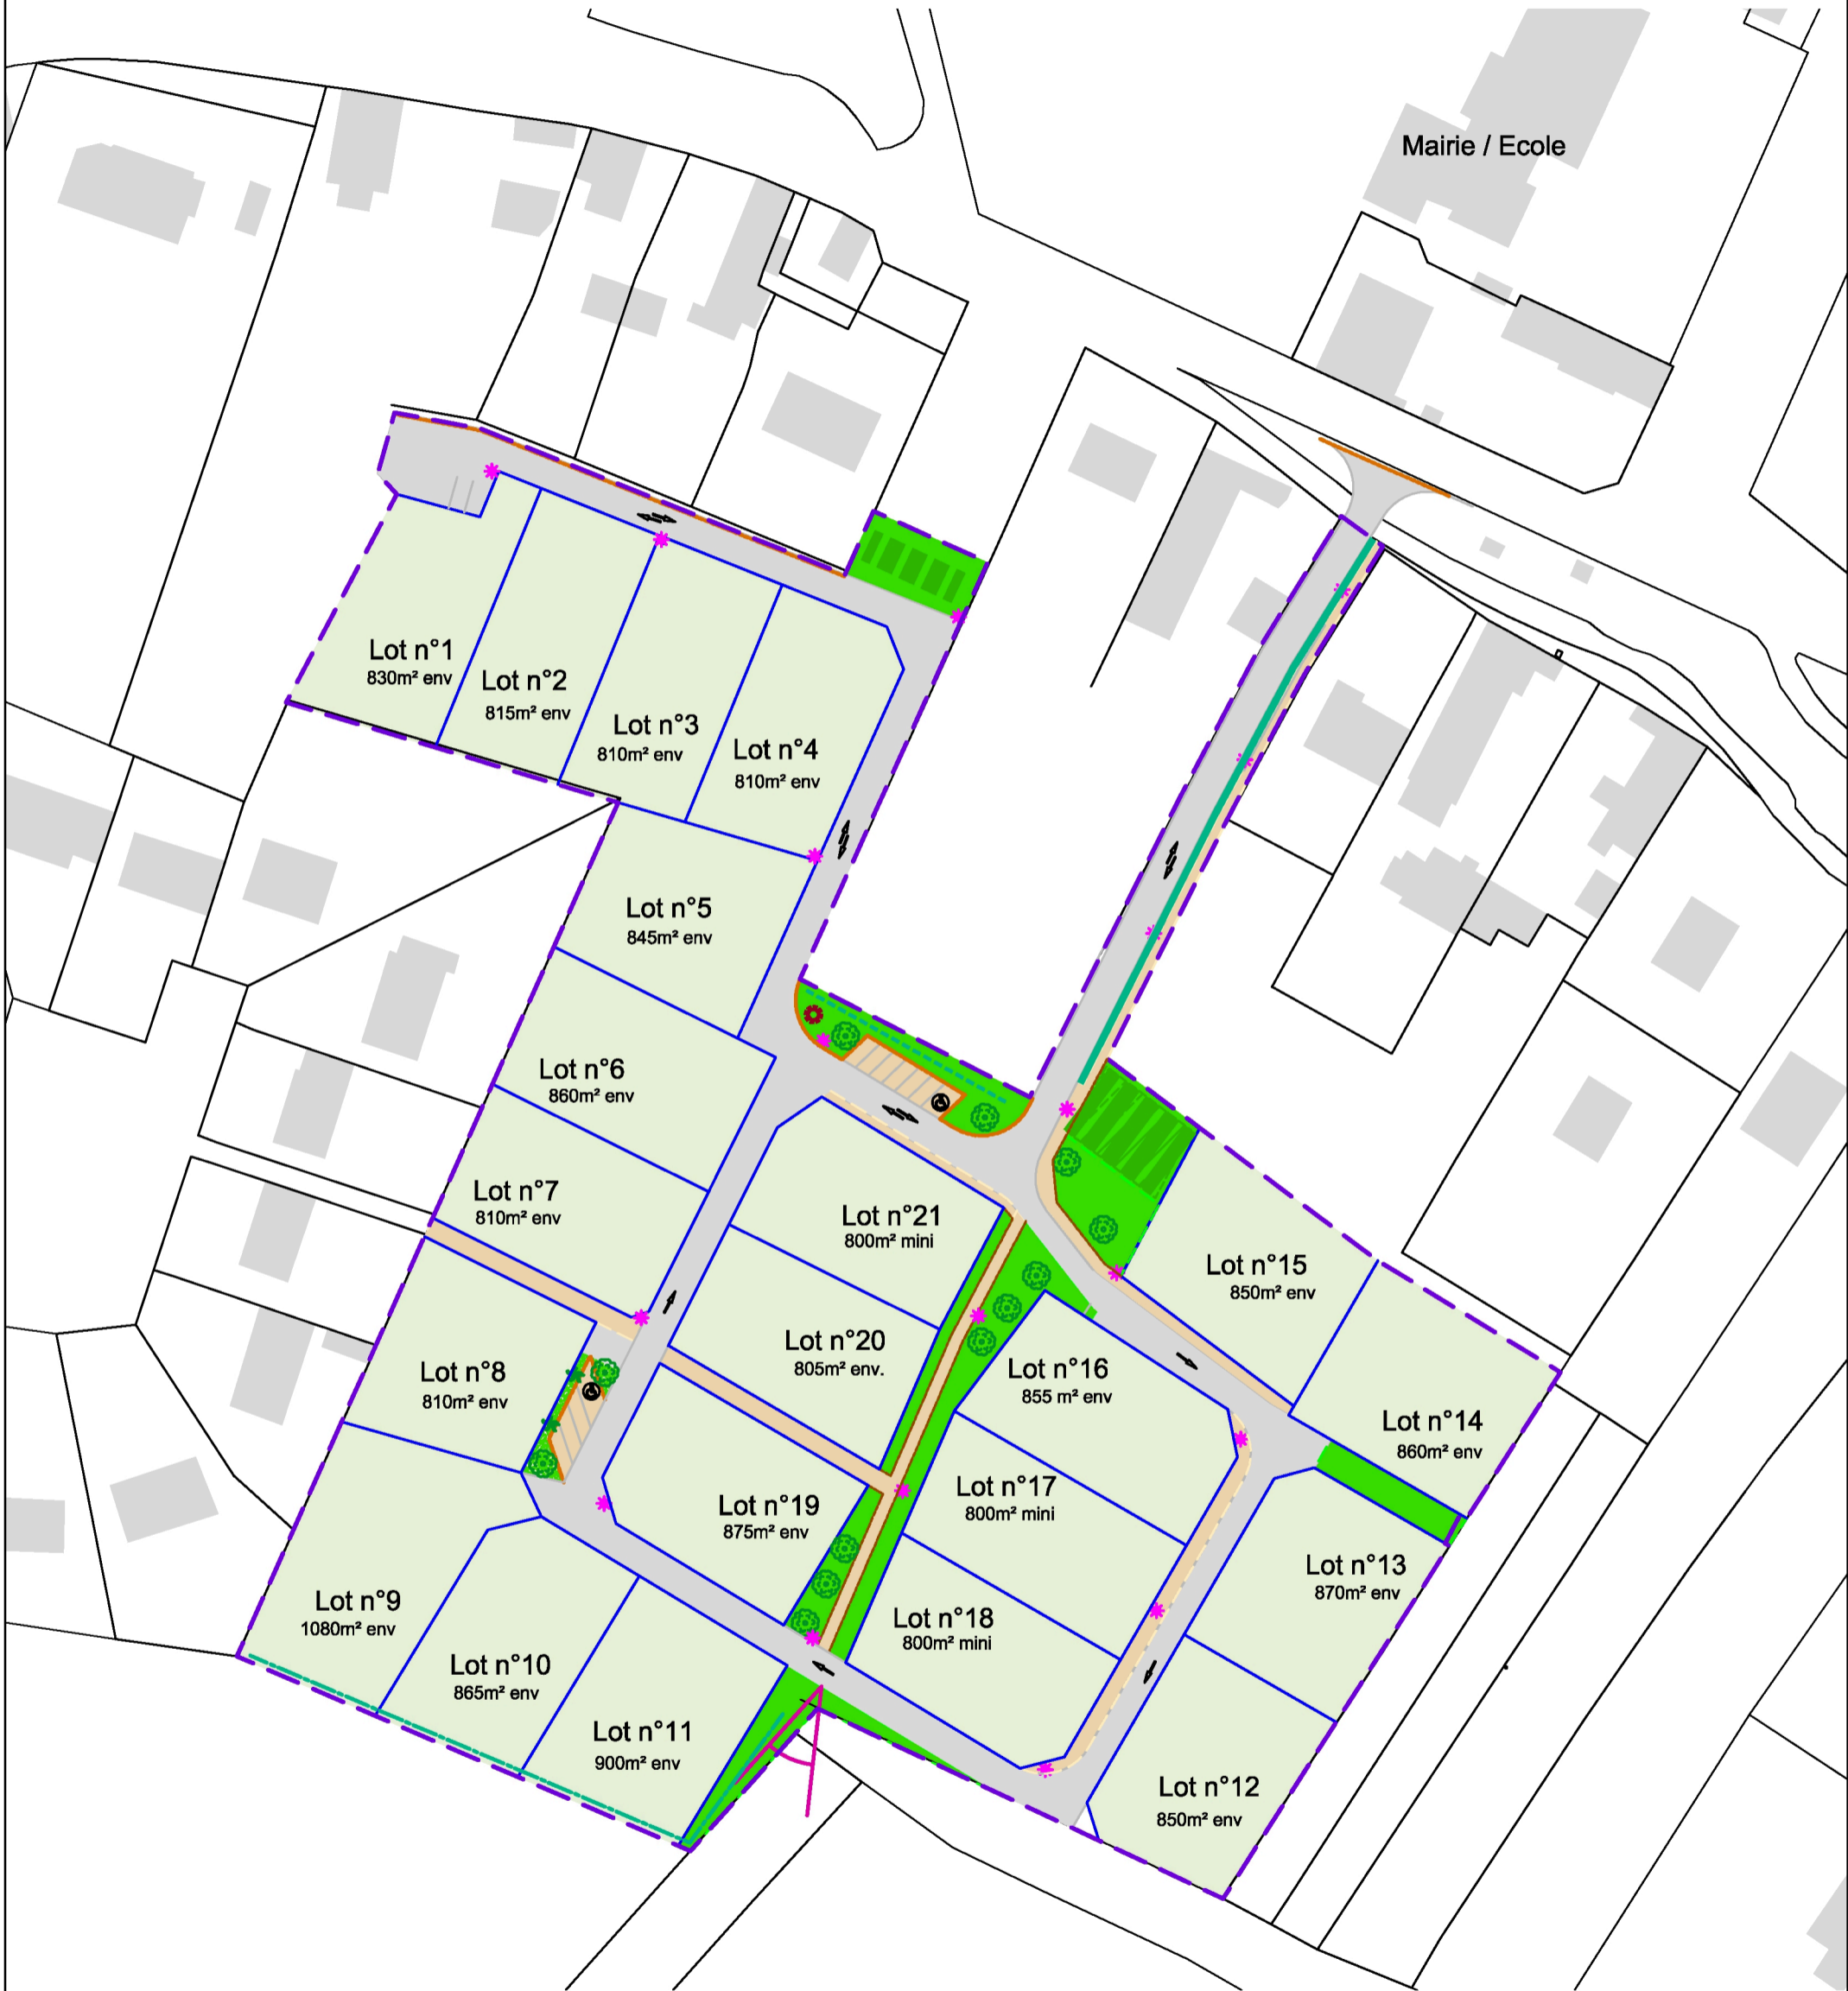 Mairie / Ecole
Lot n°1
830m² env
Lot n°2
815m² env
Lot n°3
810m² env
Lot n°4
810m² env
Lot n°5
845m² env
Lot n°6
860m² env
Lot n°7
810m² env
Lot n°21
800m² mini
Lot n°15
850m² env
Lot n°20
805m² env.
Lot n°8
810m² env
Lot n°16
855 m² env
Lot n°14
860m² env
Lot n°17
800m² mini
Lot n°19
875m² env
Lot n°13
870m² env
Lot n°9
1080m² env
Lot n°18
800m² mini
Lot n°10
865m² env
Lot n°11
900m² env
Lot n°12
850m² env